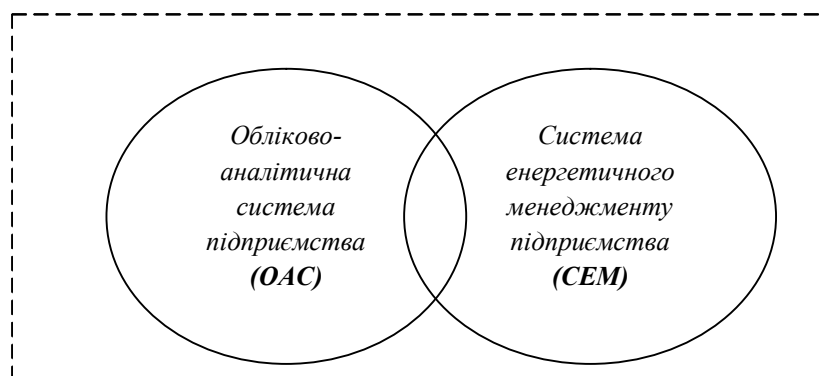 Обліково-
аналітична
система
підприємства
(ОАС)
Система
енергетичного
менеджменту
підприємства
(СЕМ)